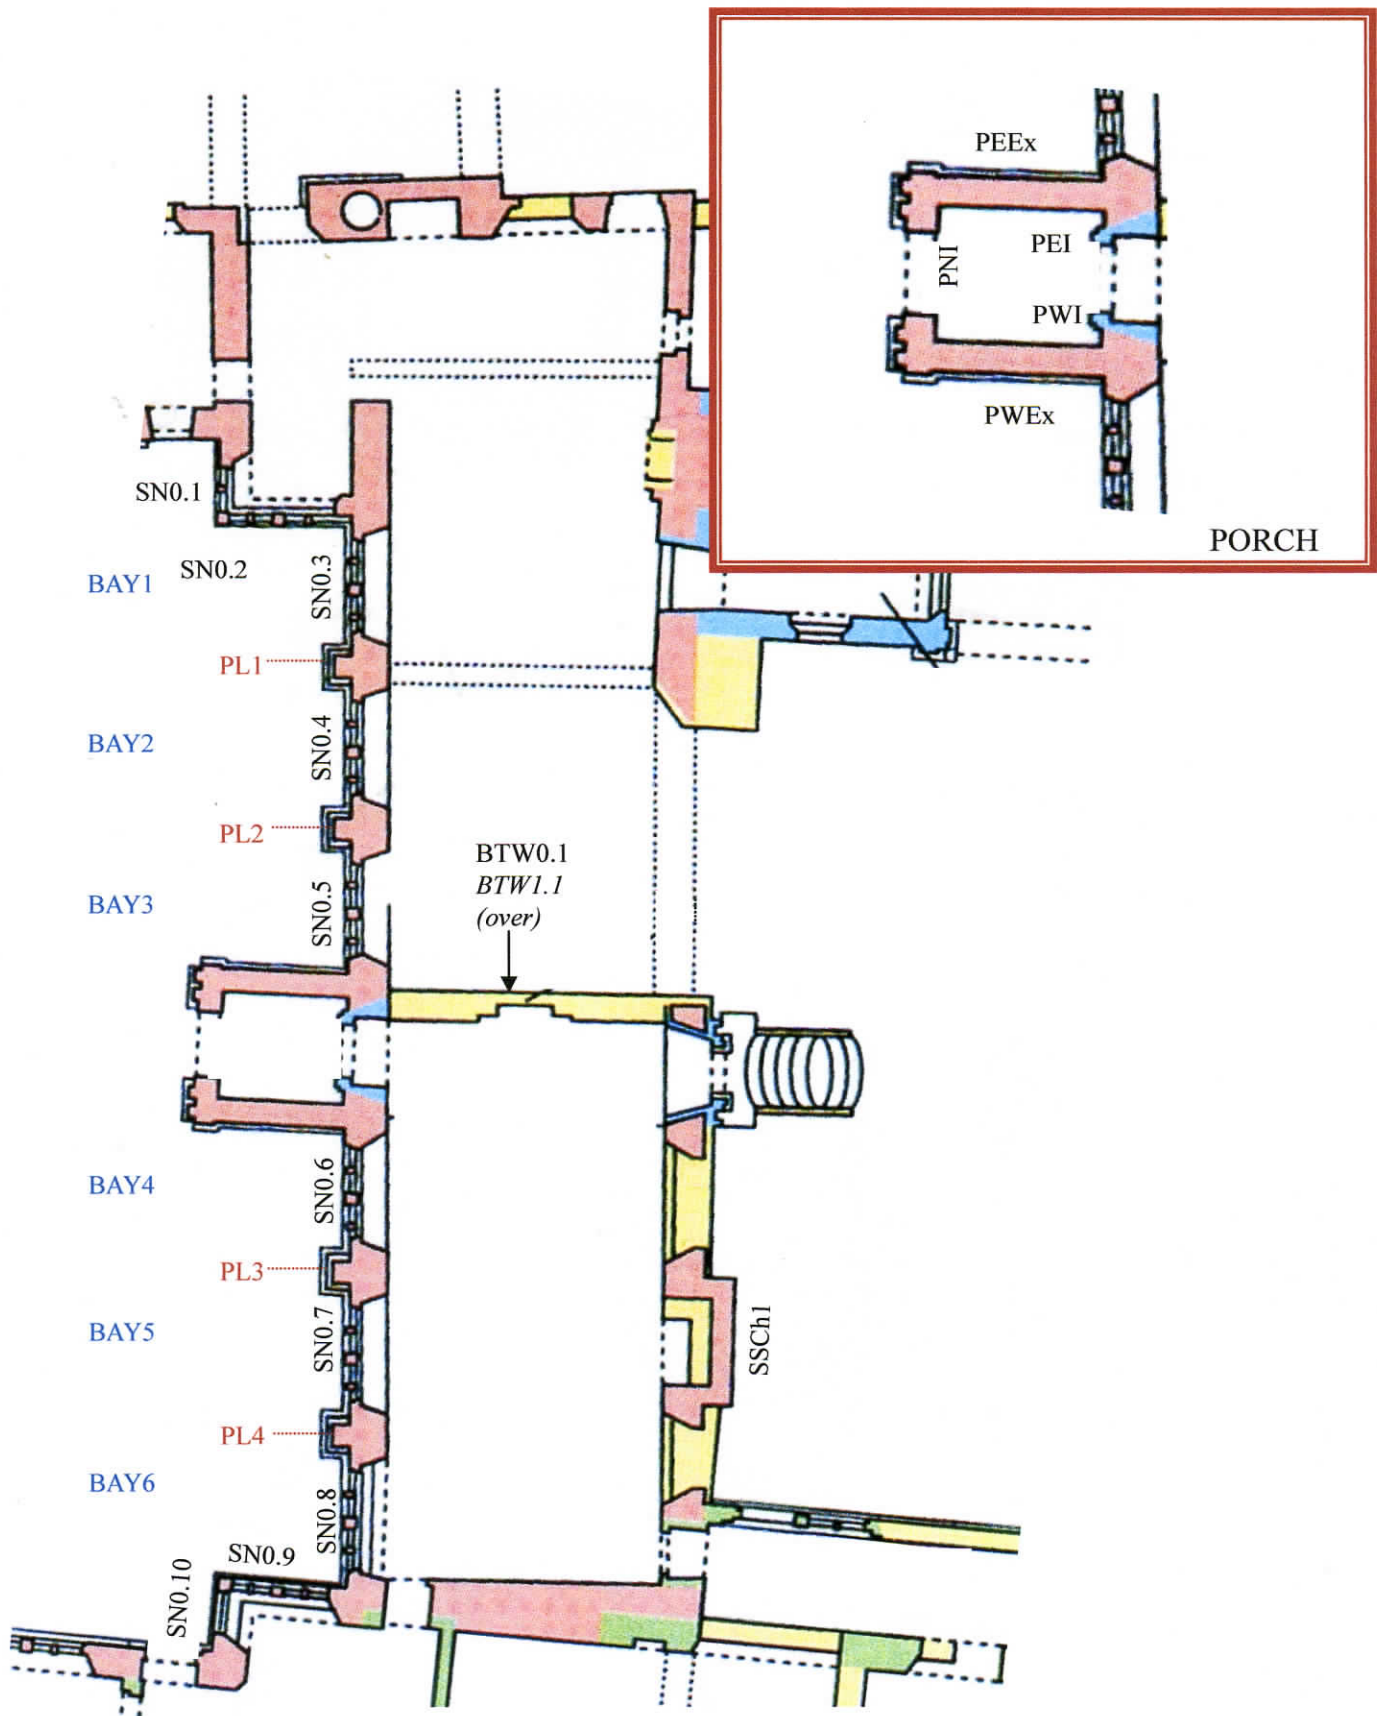 PEEx
PNI
PEI
PWI
PWEx
PORCH
SN0.1
SN0.2
SN0.3
BAY1
PL1
SN0.4
BAY2
PL2
BTW0.1
BTW1.1
(over)
SN0.5
BAY3
SN0.6
BAY4
PL3
SN0.7
BAY5
SSCh1
PL4
BAY6
SN0.8
SN0.9
SN0.10